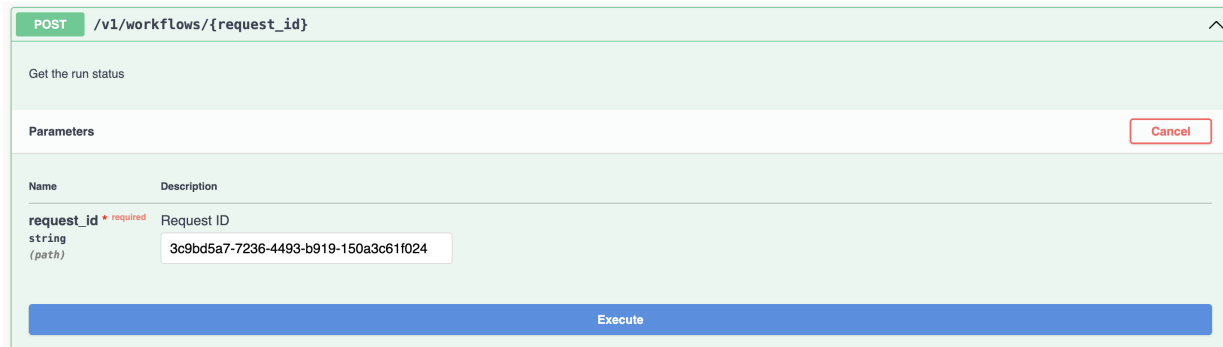 POST /v1/workflows/{request_id}
Get the run status
Parameters Cancel
Name Description
request_id * required Request ID
string
3c9bd5a7-7236-4493-b919-150a3c61f024
(path)
Execute